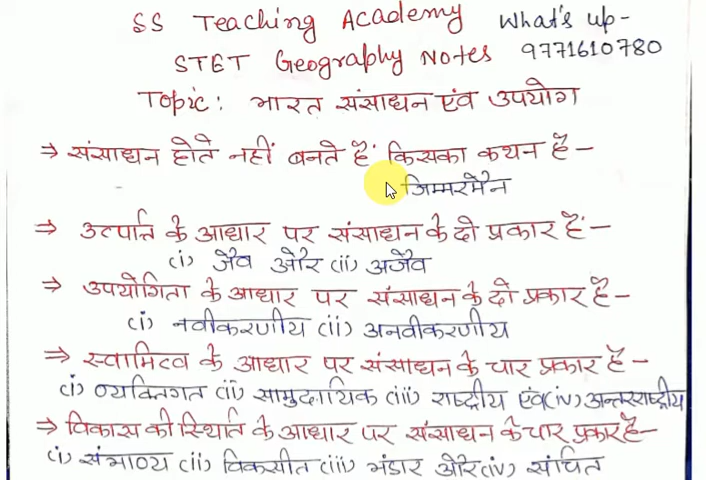 SS Teaching Academy What's up-
STET Geography Notes 9771610780
Topic: भारत संसाधन एंव उपयोग
⇒ संसाधन होते नहीं बनते हैं किसका कथन है-
जिम्मरमैन
⇒ उत्पत्ति के आधार पर संसाधन के दो प्रकार हैं-
(i) जैव और (ii) अजैव
⇒ उपयोगिता के आधार पर संसाधन के दो प्रकार है-
(i) नवीकरणीय (ii) अनवीकरणीय
⇒ स्वामित्व के आधार पर संसाधन के चार प्रकार है-
(i) व्यक्तिगत (ii) सामुदायिक (iii) राष्ट्रीय एंव (iv) अन्तरराष्ट्रीय
⇒ विकास की स्थिति के आधार पर संसाधन के चार प्रकार है-
(i) संभाव्य (ii) विकसीत (iii) भंडार और (iv) संचित